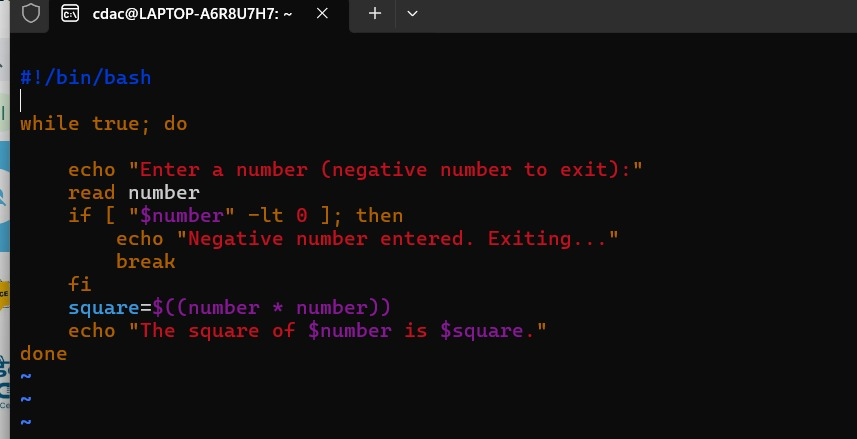 cdac@LAPTOP-A6R8U7H7: ~
#!/bin/bash
while true; do
echo "Enter a number (negative number to exit):"
read number
if [ "$number" -lt 0 ]; then
echo "Negative number entered. Exiting..."
break
fi
square=$((number * number))
echo "The square of $number is $square."
done
~
~
~